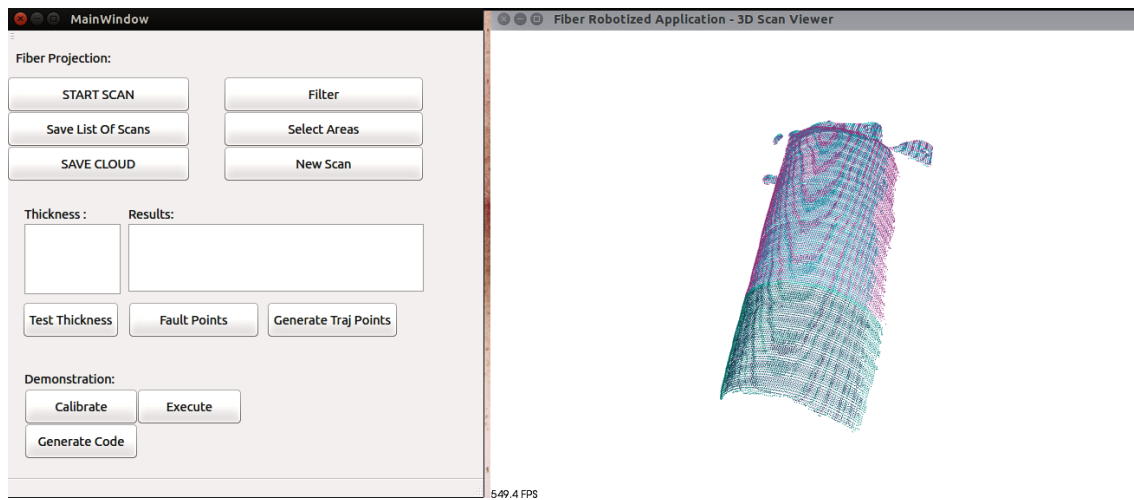 MainWindow
Fiber Robotized Application - 3D Scan Viewer
Fiber Projection:
START SCAN
Filter
Save List Of Scans
Select Areas
SAVE CLOUD
New Scan
Thickness :
Results:
Test Thickness
Fault Points
Generate Traj Points
Demonstration:
Calibrate
Execute
Generate Code
549.4 FPS